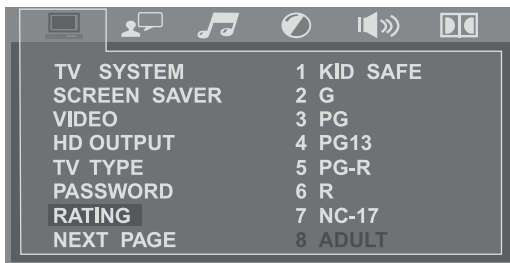 TV SYSTEM
SCREEN SAVER
VIDEO
HD OUTPUT
TV TYPE
PASSWORD
RATING
NEXT PAGE
1 KID SAFE
2 G
3 PG
4 PG13
5 PG-R
6 R
7 NC-17
8 ADULT